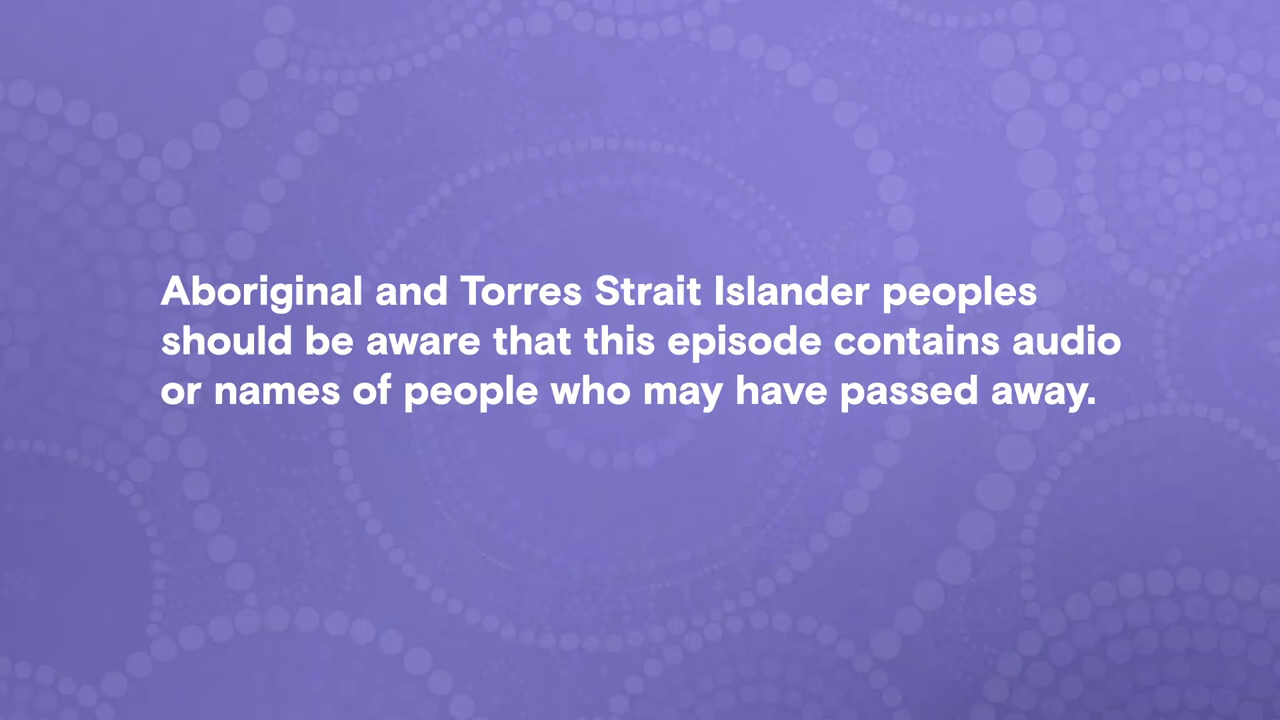 Aboriginal and Torres Strait Islander peoples
should be aware that this episode contains audio
or names of people who may have passed away.